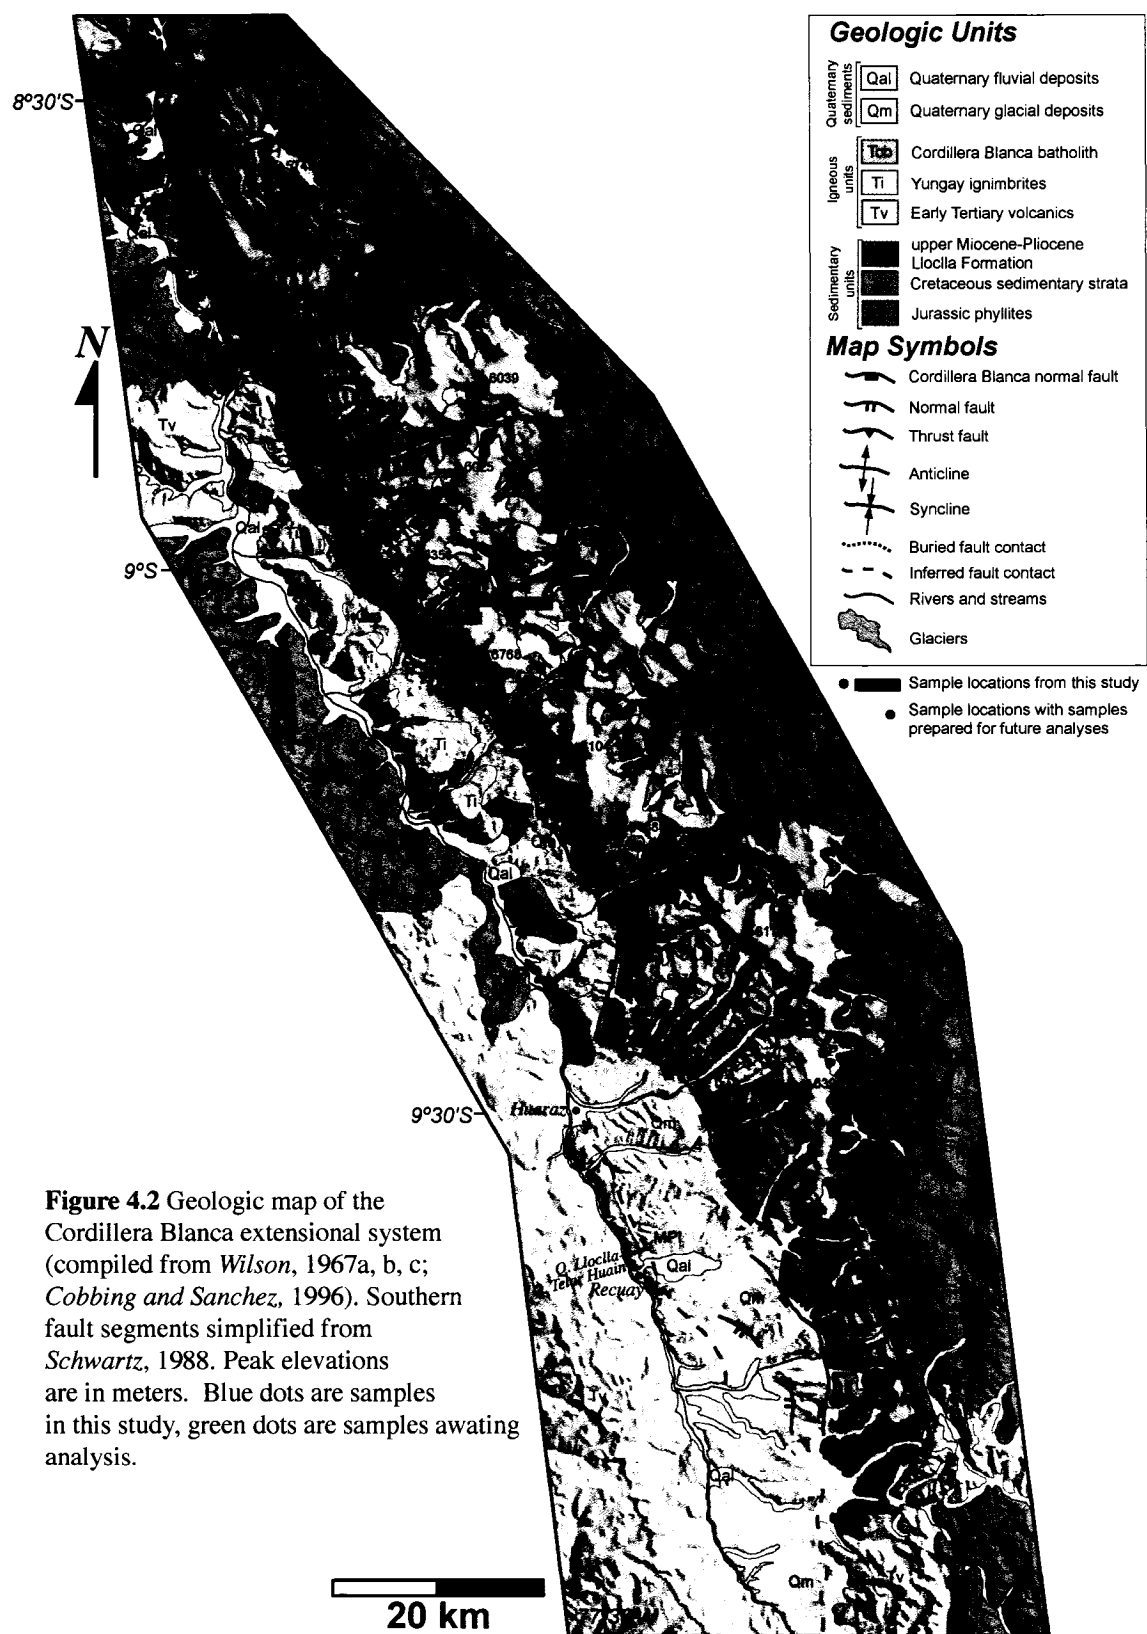 8°30'S
9°S
9°30'S
N
Qal
Qal
Tv
6039
Qal
Ti
6768
Ti
Ti
Qal
Ti
Huaraz
Qm
MPl
Q. Lloclla
Recuay
Qal
Qm
Tv
Qal
Qm
Tv
20 km
Geologic Units
Quaternary sediments
Qal Quaternary fluvial deposits
Qm Quaternary glacial deposits
Igneous units
Cordillera Blanca batholith
Ti Yungay ignimbrites
Tv Early Tertiary volcanics
Sedimentary units
upper Miocene-Pliocene
Lloclla Formation
Cretaceous sedimentary strata
Jurassic phyllites
Map Symbols
Cordillera Blanca normal fault
Normal fault
Thrust fault
Anticline
Syncline
Buried fault contact
Inferred fault contact
Rivers and streams
Glaciers
Sample locations from this study
Sample locations with samples
prepared for future analyses
Figure 4.2 Geologic map of the
Cordillera Blanca extensional system
(compiled from Wilson, 1967a, b, c;
Cobbing and Sanchez, 1996). Southern
fault segments simplified from
Schwartz, 1988. Peak elevations
are in meters. Blue dots are samples
in this study, green dots are samples awating
analysis.